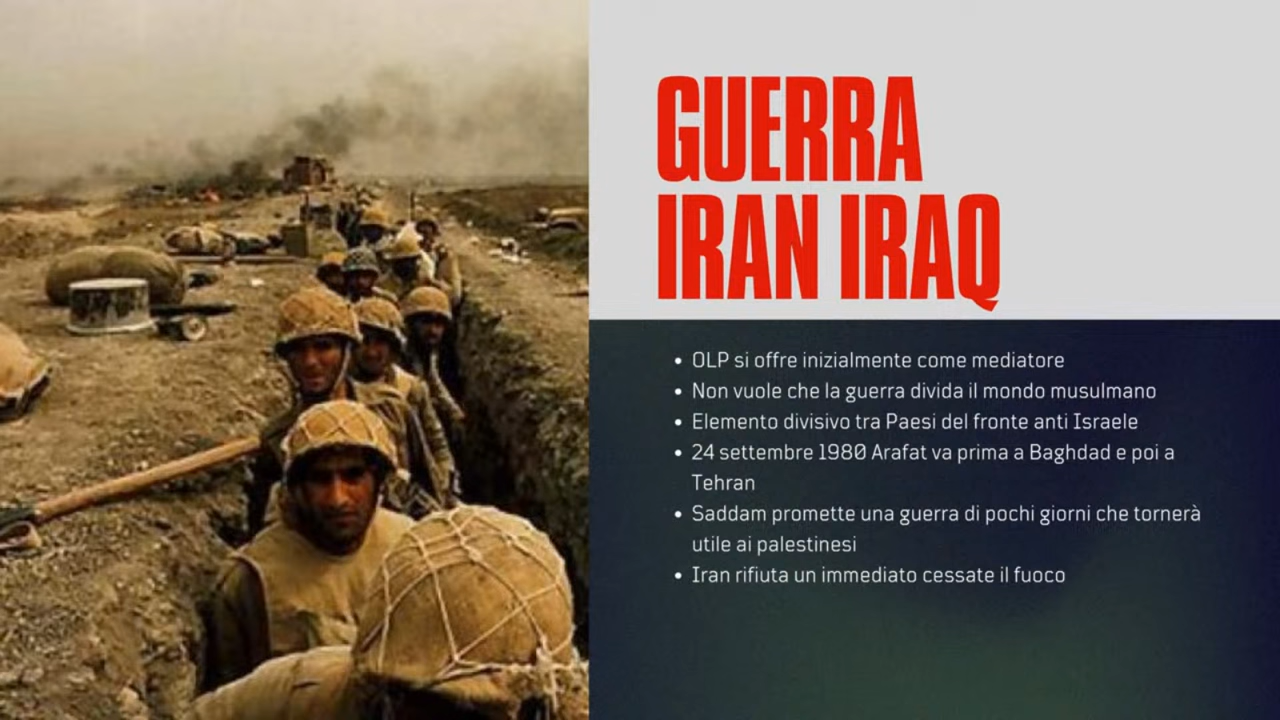 GUERRA
IRAN IRAQ
• OLP si offre inizialmente come mediatore
• Non vuole che la guerra divida il mondo musulmano
• Elemento divisivo tra Paesi del fronte anti Israele
• 24 settembre 1980 Arafat va prima a Baghdad e poi a
Tehran
• Saddam promette una guerra di pochi giorni che tornerà
utile ai palestinesi
• Iran rifiuta un immediato cessate il fuoco